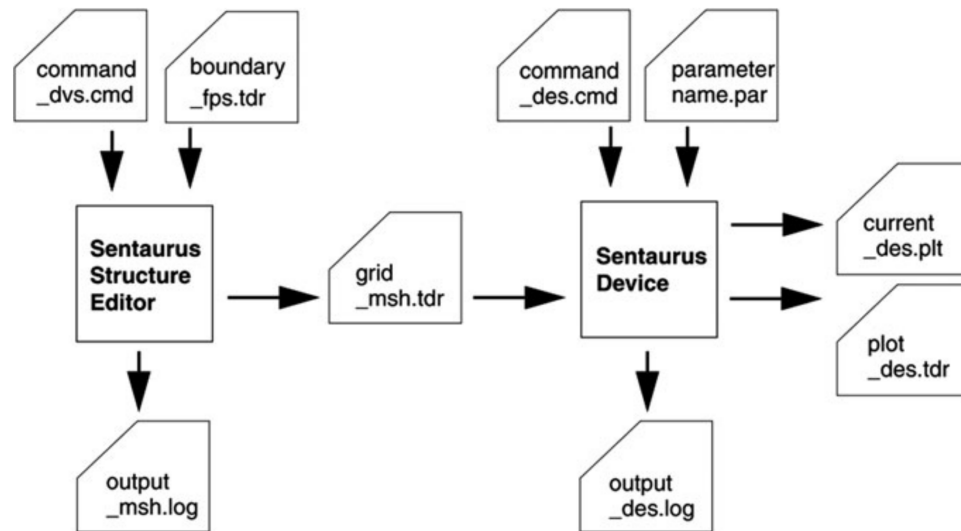 command
_dvs.cmd
boundary
_fps.tdr
command
_des.cmd
parameter
name.par
Sentaurus
Structure
Editor
grid
_msh.tdr
Sentaurus
Device
current
_des.plt
plot
_des.tdr
output
_msh.log
output
_des.log